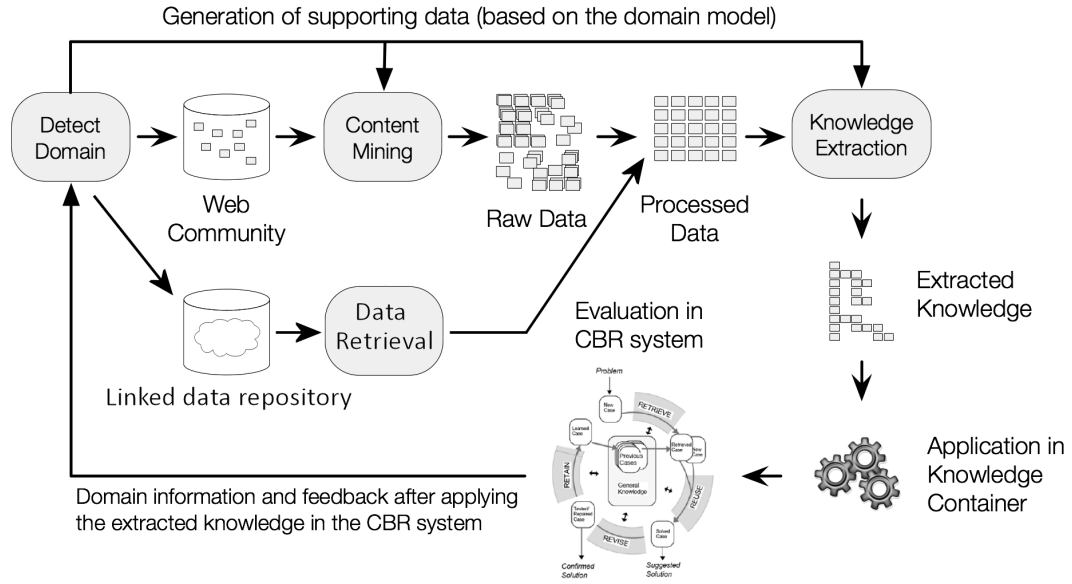 Generation of supporting data (based on the domain model)
Detect
Domain
Web
Community
Content
Mining
Raw Data
Processed
Data
Knowledge
Extraction
Linked data repository
Data
Retrieval
Extracted
Knowledge
Evaluation in
CBR system
Problem
New
Case
RETRIEVE
Learned
Case
Retrieved
Case
New
Case
Previous
Cases
General
Knowledge
RETAIN
REUSE
Tested/
Repaired
Case
REVISE
Solved
Case
Confirmed
Solution
Suggested
Solution
Application in
Knowledge
Container
Domain information and feedback after applying
the extracted knowledge in the CBR system